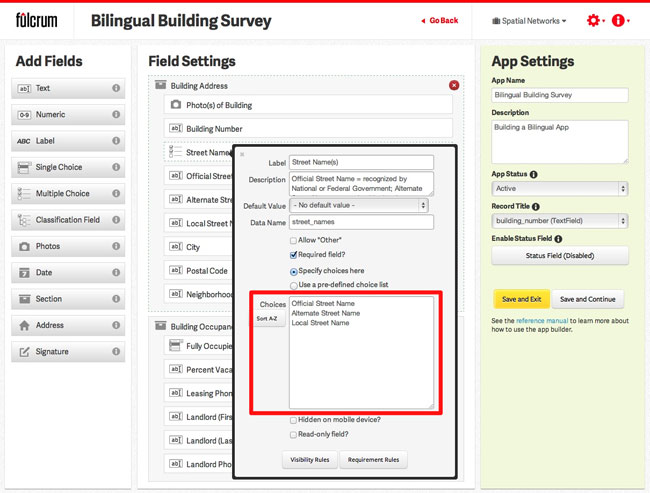 fulcrum
Bilingual Building Survey
Go Back
Spatial Networks
Add Fields
Text
Numeric
Label
Single Choice
Multiple Choice
Classification Field
Photos
Date
Section
Address
Signature
ab
0-9
ABC
Field Settings
Building Address
Photo(s) of Building
Building Number
Street Name
Official Street
Alternate Street
Local Street N
City
Postal Code
Neighborhood
Building Occupan
Fully Occupie
Percent Vaca
Leasing Phon
Landlord (Firs
Landlord (Las
Landlord Pho
Label Street Name(s)
Description Official Street Name = recognized by
National or Federal Government; Alternate
Default Value - No default value -
Data Name street_names
Allow "Other"
Required field?
Specify choices here
Use a pre-defined choice list
Choices
Sort A-Z
Official Street Name
Alternate Street Name
Local Street Name
Hidden on mobile device?
Read-only field?
Visibility Rules Requirement Rules
App Settings
App Name
Bilingual Building Survey
Description
Building a Bilingual App
App Status
Active
Record Title
building_number (TextField)
Enable Status Field
Status Field (Disabled)
Save and Exit Save and Continue
See the reference manual to learn more about
how to use the app builder.